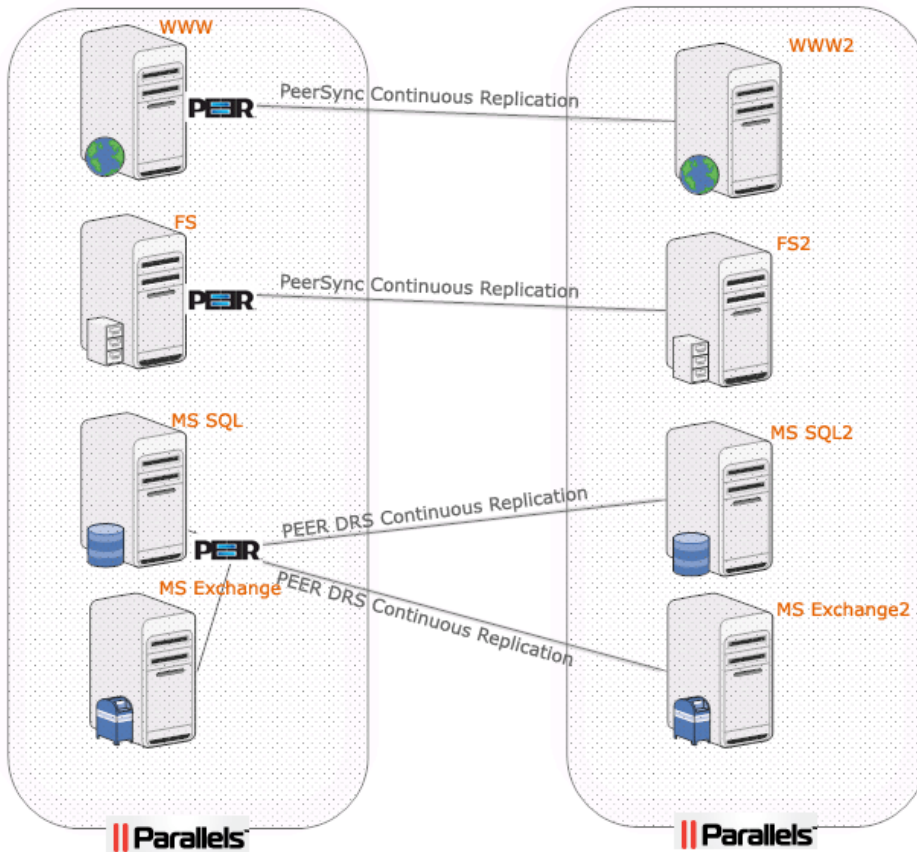 WWW
WWW2
PEER
PeerSync Continuous Replication
FS
FS2
PEER
PeerSync Continuous Replication
MS SQL
MS SQL2
PEER
PEER DRS Continuous Replication
MS Exchange
PEER DRS Continuous Replication
MS Exchange2
Parallels
Parallels